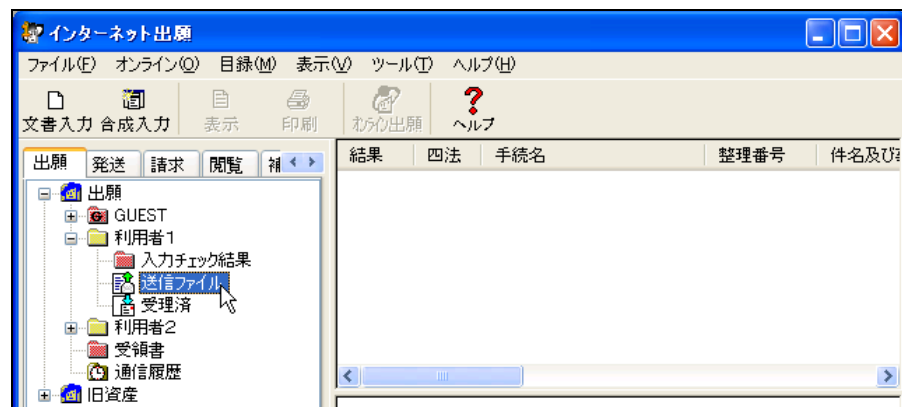 インターネット出願
ファイル(F) オンライン(O) 目録(M) 表示(V) ツール(T) ヘルプ(H)
文書入力 合成入力 表示 印刷 オンライン出願 ヘルプ
出願 発送 請求 閲覧 補
結果 四法 手続名 整理番号 件名及び
出願
GUEST
利用者1
入力チェック結果
送信ファイル
受理済
利用者2
受領書
通信履歴
旧資産